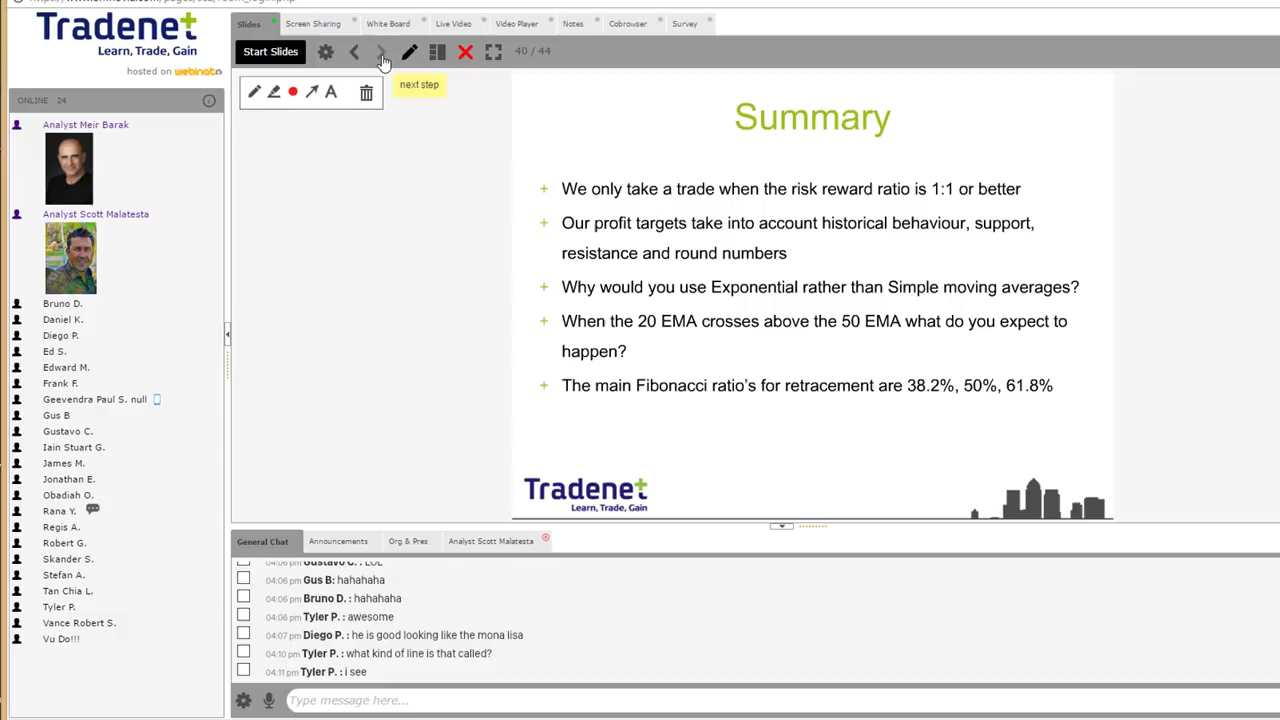 Tradenet
Learn, Trade, Gain
hosted on webinato
ONLINE 24
Analyst Meir Barak
Analyst Scott Malatesta
Bruno D.
Daniel K.
Diego P.
Ed S.
Edward M.
Frank F.
Geevendra Paul S. null
Gus B
Gustavo C.
Iain Stuart G.
James M.
Jonathan E.
Obadiah O.
Rana Y.
Regis A.
Robert G.
Skander S.
Stefan A.
Tan Chia L.
Tyler P.
Vance Robert S.
Vu Do!!!
Slides Screen Sharing White Board Live Video Video Player Notes Cobrowser Survey
Start Slides 40 / 44
A
next step
Summary
+ We only take a trade when the risk reward ratio is 1:1 or better
+ Our profit targets take into account historical behaviour, support,
resistance and round numbers
+ Why would you use Exponential rather than Simple moving averages?
+ When the 20 EMA crosses above the 50 EMA what do you expect to
happen?
+ The main Fibonacci ratio's for retracement are 38.2%, 50%, 61.8%
Tradenet
Learn, Trade, Gain
General Chat Announcements Org & Pres Analyst Scott Malatesta
04:06 pm Gustavo C. : LOL
04:06 pm Gus B: hahahaha
04:06 pm Bruno D. : hahahaha
04:06 pm Tyler P. : awesome
04:07 pm Diego P. : he is good looking like the mona lisa
04:10 pm Tyler P. : what kind of line is that called?
04:11 pm Tyler P. : i see
Type message here...